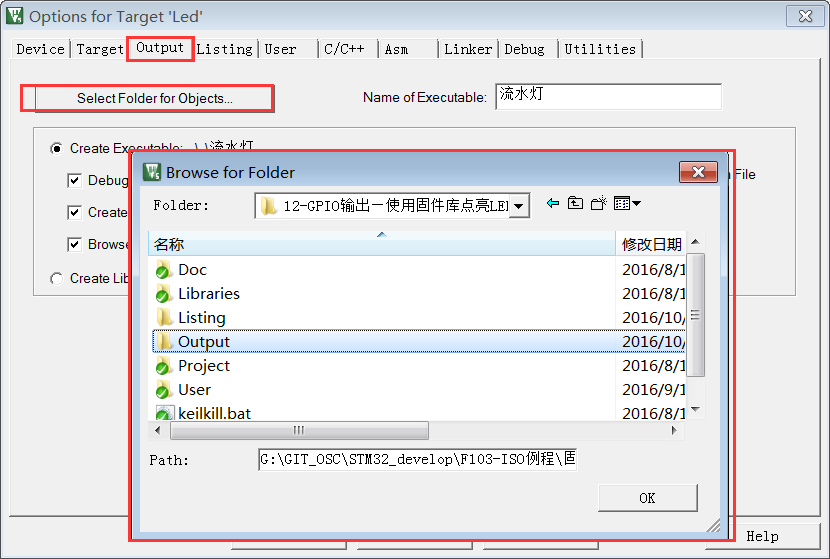 Options for Target 'Led'
Device Target Output Listing User C/C++ Asm Linker Debug Utilities
Select Folder for Objects...
Name of Executable: 流水灯
Create Executable: .\.\流水灯
Debug
File
Create
Browse
Create Lib
Browse for Folder
Folder: 12-GPIO输出—使用固件库点亮LE
名称 修改日期
Doc 2016/8/1
Libraries 2016/8/1
Listing 2016/10/
Output 2016/10/
Project 2016/8/1
User 2016/9/1
keilkill.bat 2016/8/1
Path: G:\GIT_OSC\STM32_develop\F103-ISO例程\固
OK
Help